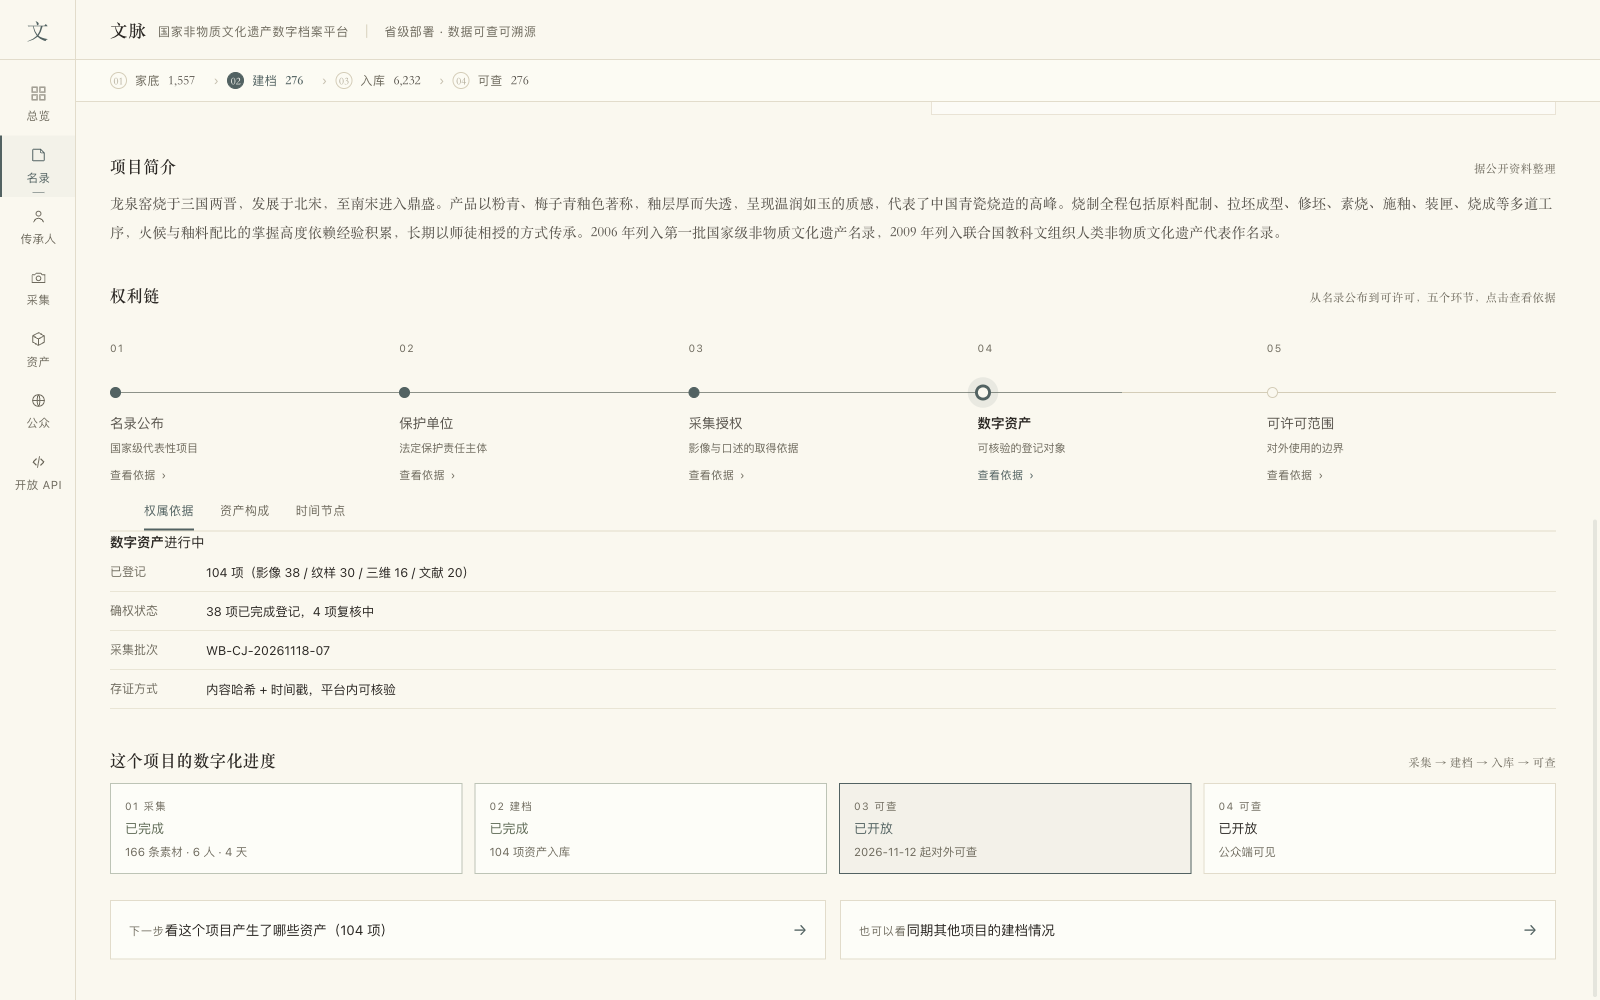 文
文脉 国家非物质文化遗产数字档案平台 省级部署 · 数据可查可溯源
01 家底 1,557 › 02 建档 276 › 03 入库 6,232 › 04 可查 276
总览
名录
传承人
采集
资产
公众
开放 API
项目简介
据公开资料整理
龙泉窑烧于三国两晋，发展于北宋，至南宋进入鼎盛。产品以粉青、梅子青釉色著称，釉层厚而失透，呈现温润如玉的质感，代表了中国青瓷烧造的高峰。烧制全程包括原料配制、拉坯成型、修坯、素烧、施釉、装匣、烧成等多道工
序，火候与釉料配比的掌握高度依赖经验积累，长期以师徒相授的方式传承。2006 年列入第一批国家级非物质文化遗产名录，2009 年列入联合国教科文组织人类非物质文化遗产代表作名录。
权利链
从名录公布到可许可，五个环节，点击查看依据
01 02 03 04 05
名录公布 保护单位 采集授权 数字资产 可许可范围
国家级代表性项目 法定保护责任主体 影像与口述的取得依据 可核验的登记对象 对外使用的边界
查看依据 › 查看依据 › 查看依据 › 查看依据 › 查看依据 ›
权属依据 资产构成 时间节点
数字资产进行中
已登记 104 项（影像 38 / 纹样 30 / 三维 16 / 文献 20）
确权状态 38 项已完成登记，4 项复核中
采集批次 WB-CJ-20261118-07
存证方式 内容哈希 + 时间戳，平台内可核验
这个项目的数字化进度
采集 → 建档 → 入库 → 可查
01 采集
已完成
166 条素材 · 6 人 · 4 天
02 建档
已完成
104 项资产入库
03 可查
已开放
2026-11-12 起对外可查
04 可查
已开放
公众端可见
下一步看这个项目产生了哪些资产（104 项） →
也可以看同期其他项目的建档情况 →